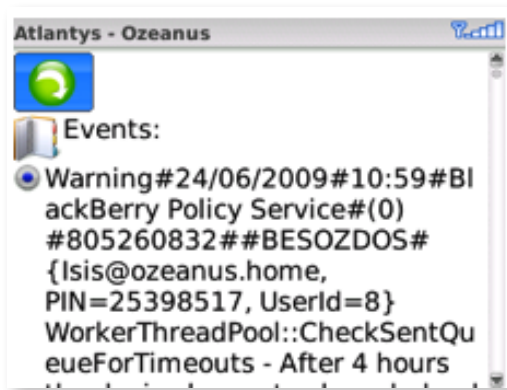 Atlantys - Ozeanus
Events:
Warning#24/06/2009#10:59#Bl
ackBerry Policy Service#(0)
#805260832##BESOZDOS#
{Isis@ozeanus.home,
PIN=25398517, UserId=8}
WorkerThreadPool::CheckSentQu
eueForTimeouts - After 4 hours